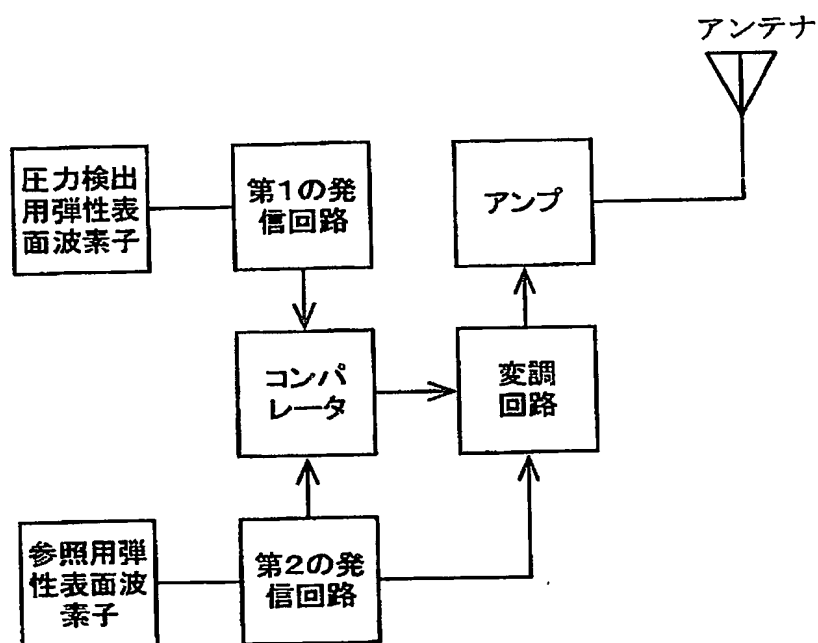 アンテナ
圧力検出
用弾性表
面波素子
第1の発
信回路
アンプ
コンパ
レータ
変調
回路
参照用弾
性表面波
素子
第2の発
信回路